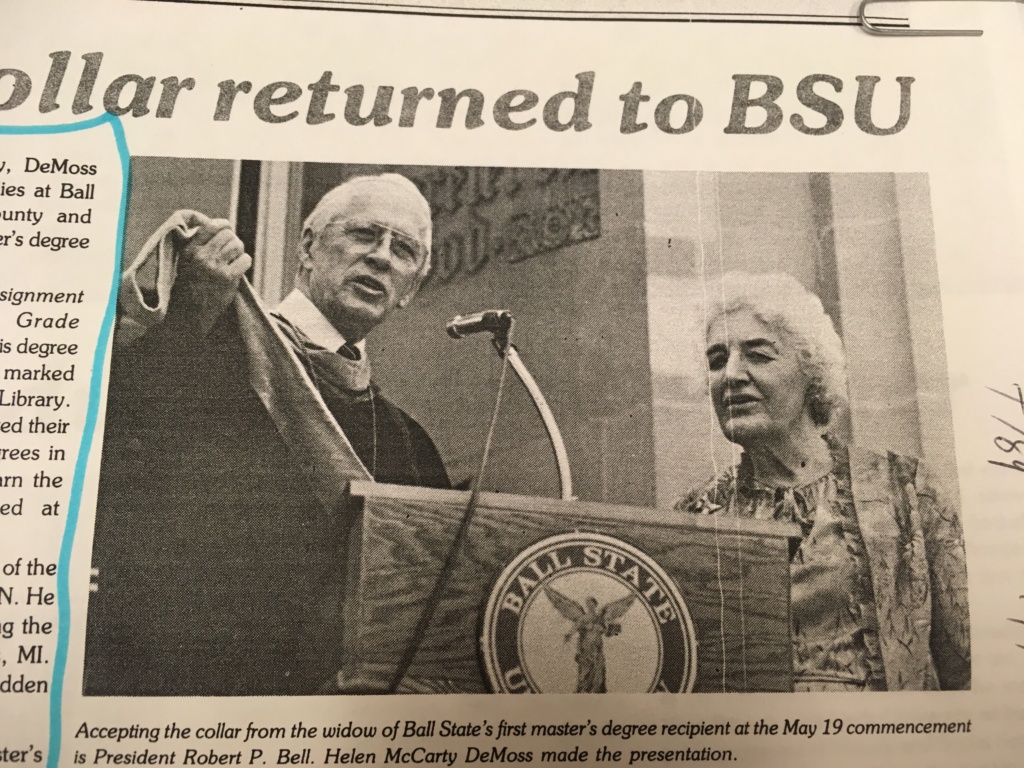 ollar returned to BSU
y, DeMoss
ies at Ball
ounty and
er's degree
signment
Grade
is degree
marked
Library.
ed their
rees in
arn the
ed at
of the
N. He
g the
, MI.
dden
ster's
BALL STATE
U
Accepting the collar from the widow of Ball State's first master's degree recipient at the May 19 commencement
is President Robert P. Bell. Helen McCarty DeMoss made the presentation.